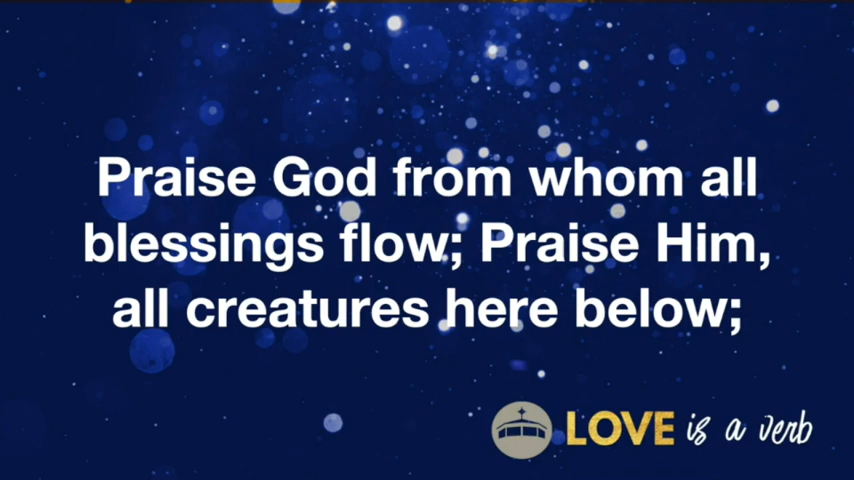 Praise God from whom all
blessings flow; Praise Him,
all creatures here below;
LOVE is a verb